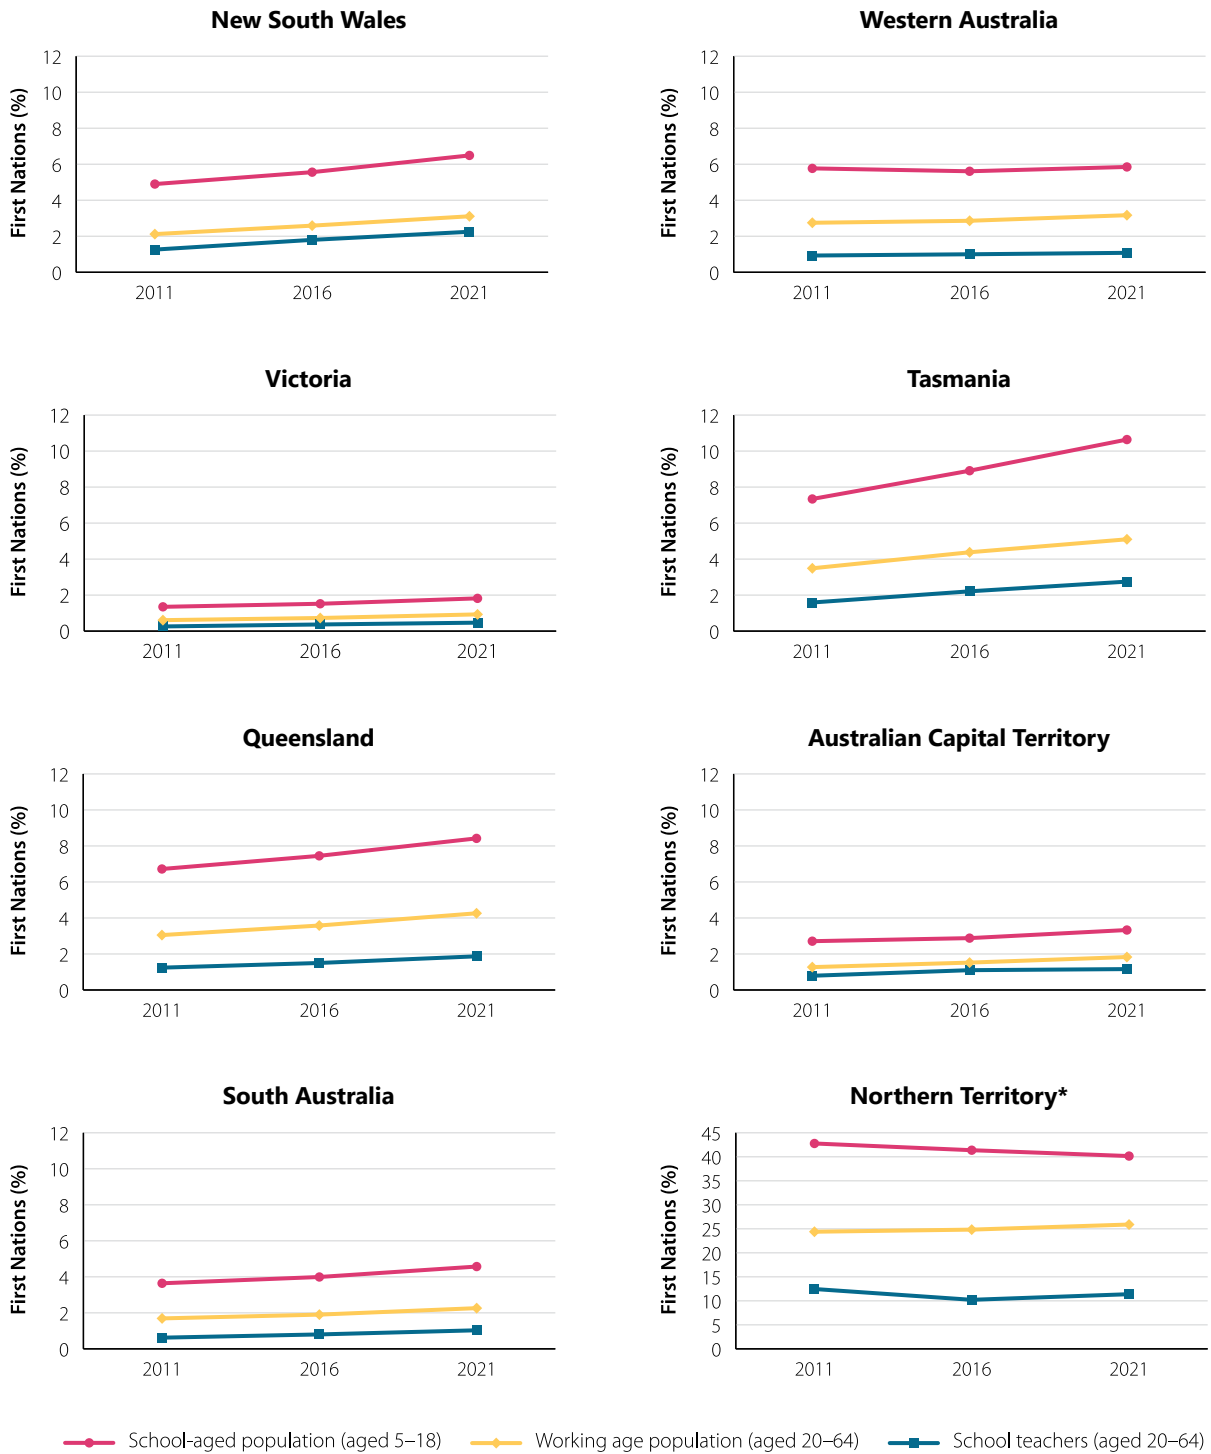 New South Wales
First Nations (%)
12
10
8
6
4
2
0
2011 2016 2021
Western Australia
First Nations (%)
12
10
8
6
4
2
0
2011 2016 2021
Victoria
First Nations (%)
12
10
8
6
4
2
0
2011 2016 2021
Tasmania
First Nations (%)
12
10
8
6
4
2
0
2011 2016 2021
Queensland
First Nations (%)
12
10
8
6
4
2
0
2011 2016 2021
Australian Capital Territory
First Nations (%)
12
10
8
6
4
2
0
2011 2016 2021
South Australia
First Nations (%)
12
10
8
6
4
2
0
2011 2016 2021
Northern Territory*
First Nations (%)
45
40
35
30
25
20
15
10
5
0
2011 2016 2021
School-aged population (aged 5–18) Working age population (aged 20–64) School teachers (aged 20–64)